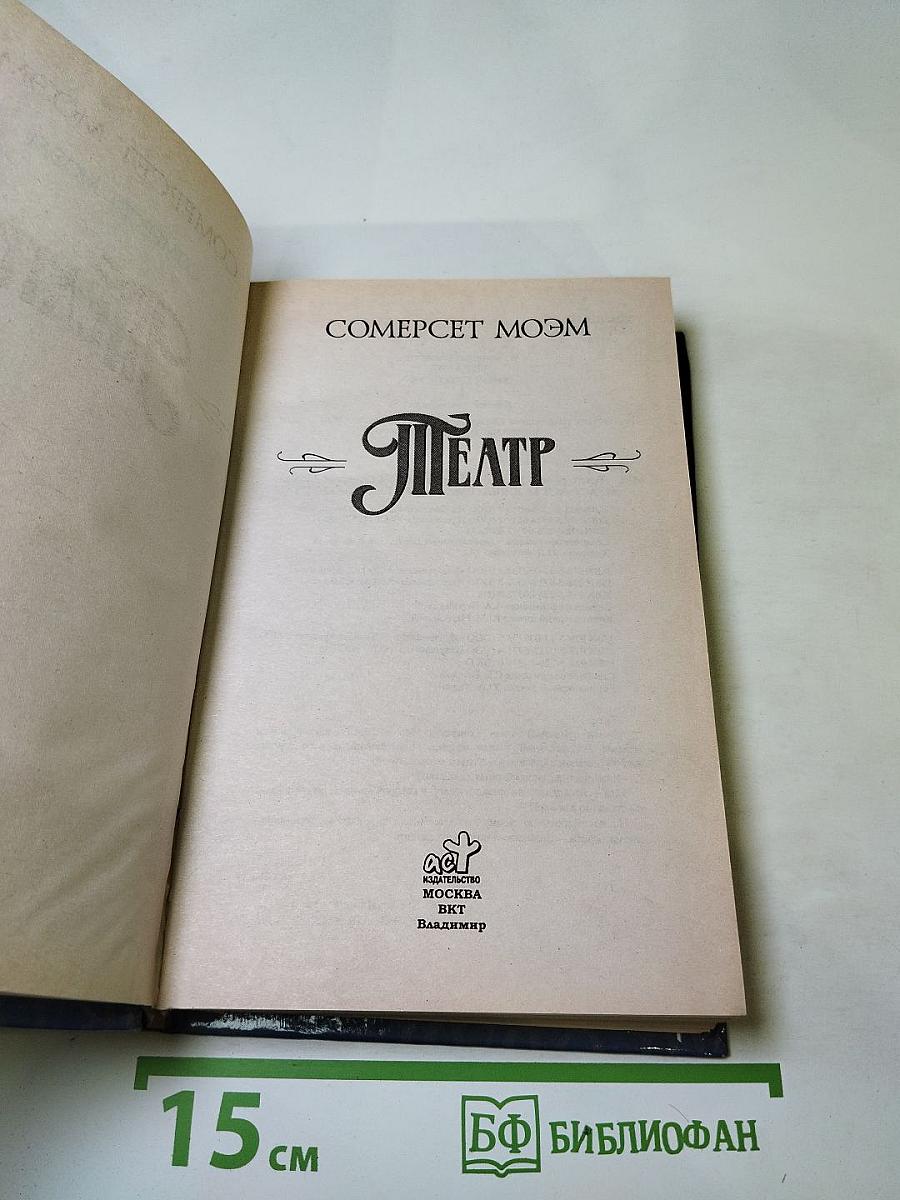 СОМЕРСЕТ МОЭМ
ТЕАТР
аст
ИЗДАТЕЛЬСТВО
МОСКВА
ВКТ
Владимир
15 см
БФ БИБЛИОФАН